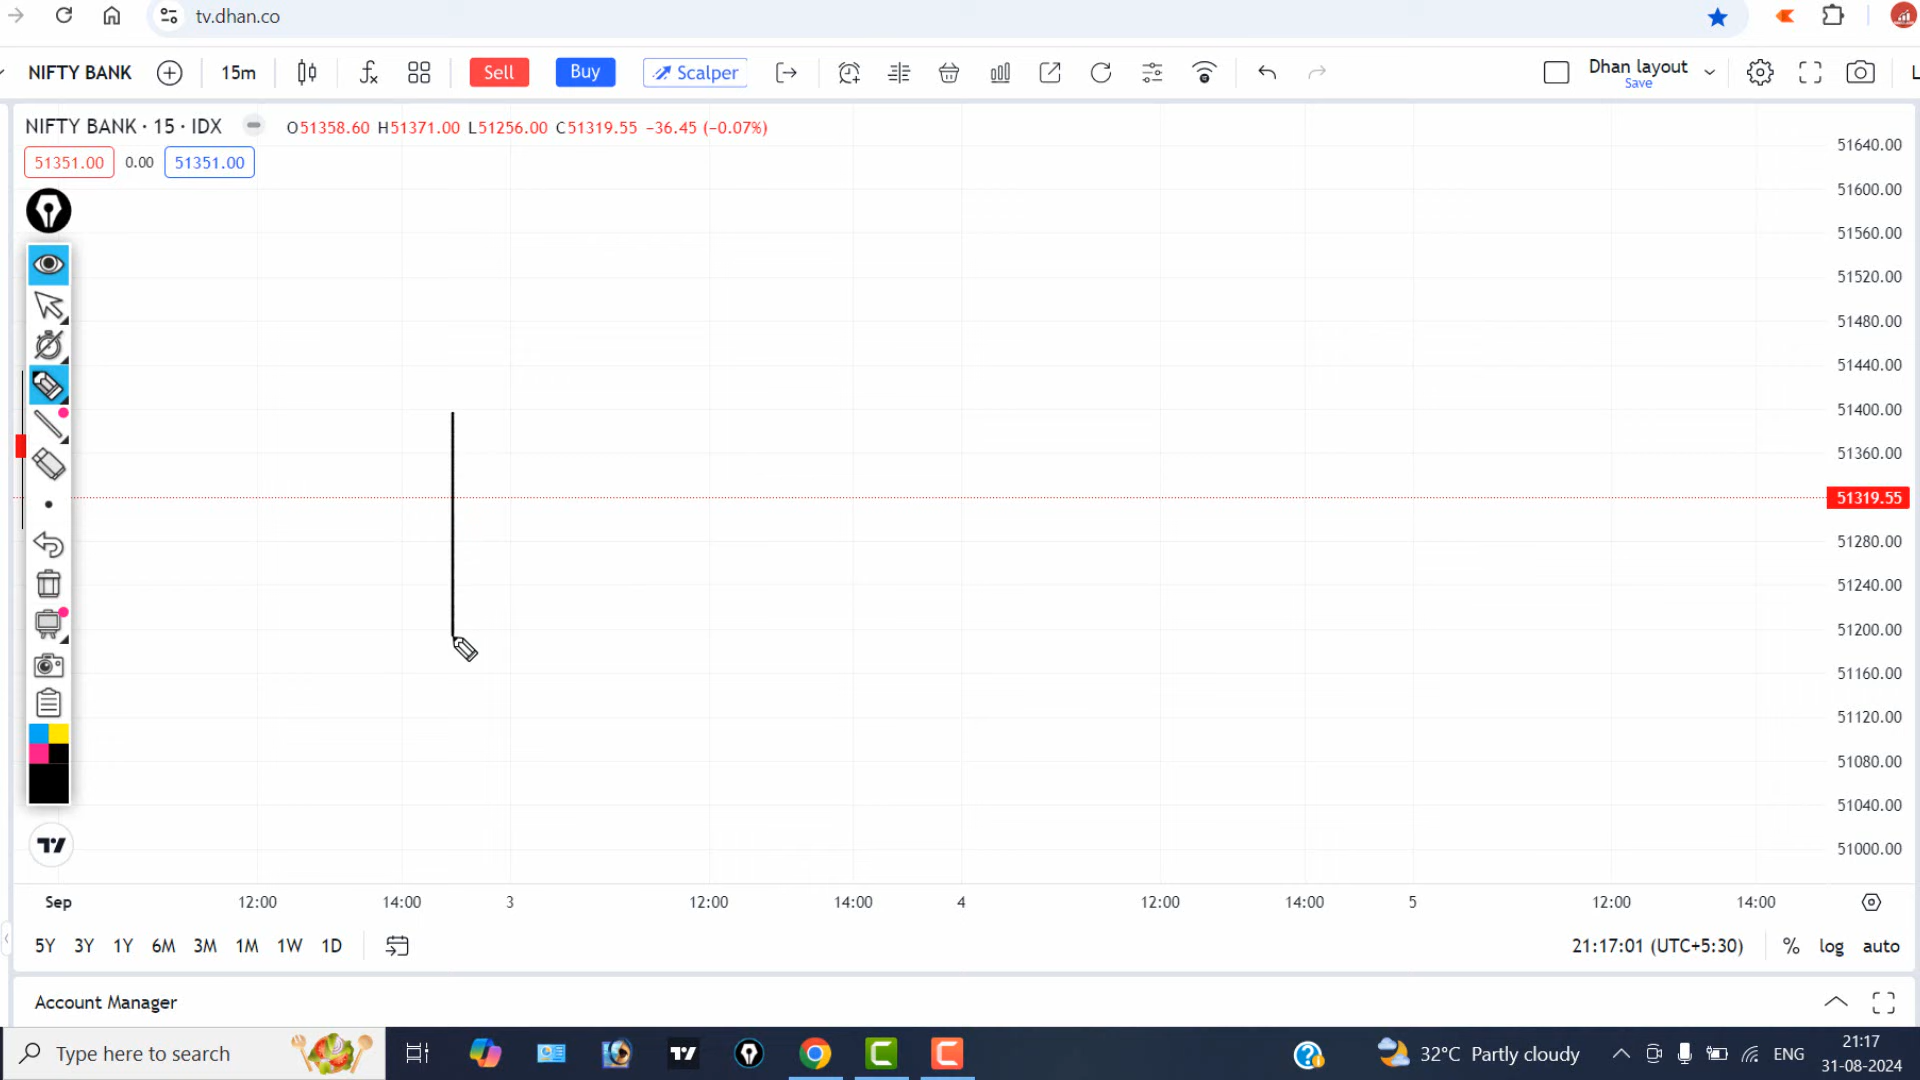 tv.dhan.co
NIFTY BANK 15m Sell Buy Scalper Dhan layout
Save
NIFTY BANK · 15 · IDX O51358.60 H51371.00 L51256.00 C51319.55 −36.45 (−0.07%)
51351.00 0.00 51351.00
51640.00
51600.00
51560.00
51520.00
51480.00
51440.00
51400.00
51360.00
51319.55
51280.00
51240.00
51200.00
51160.00
51120.00
51080.00
51040.00
51000.00
Sep 12:00 14:00 3 12:00 14:00 4 12:00 14:00 5 12:00 14:00
5Y 3Y 1Y 6M 3M 1M 1W 1D 21:17:01 (UTC+5:30) % log auto
Account Manager
Type here to search 32°C Partly cloudy ENG 21:17
31-08-2024